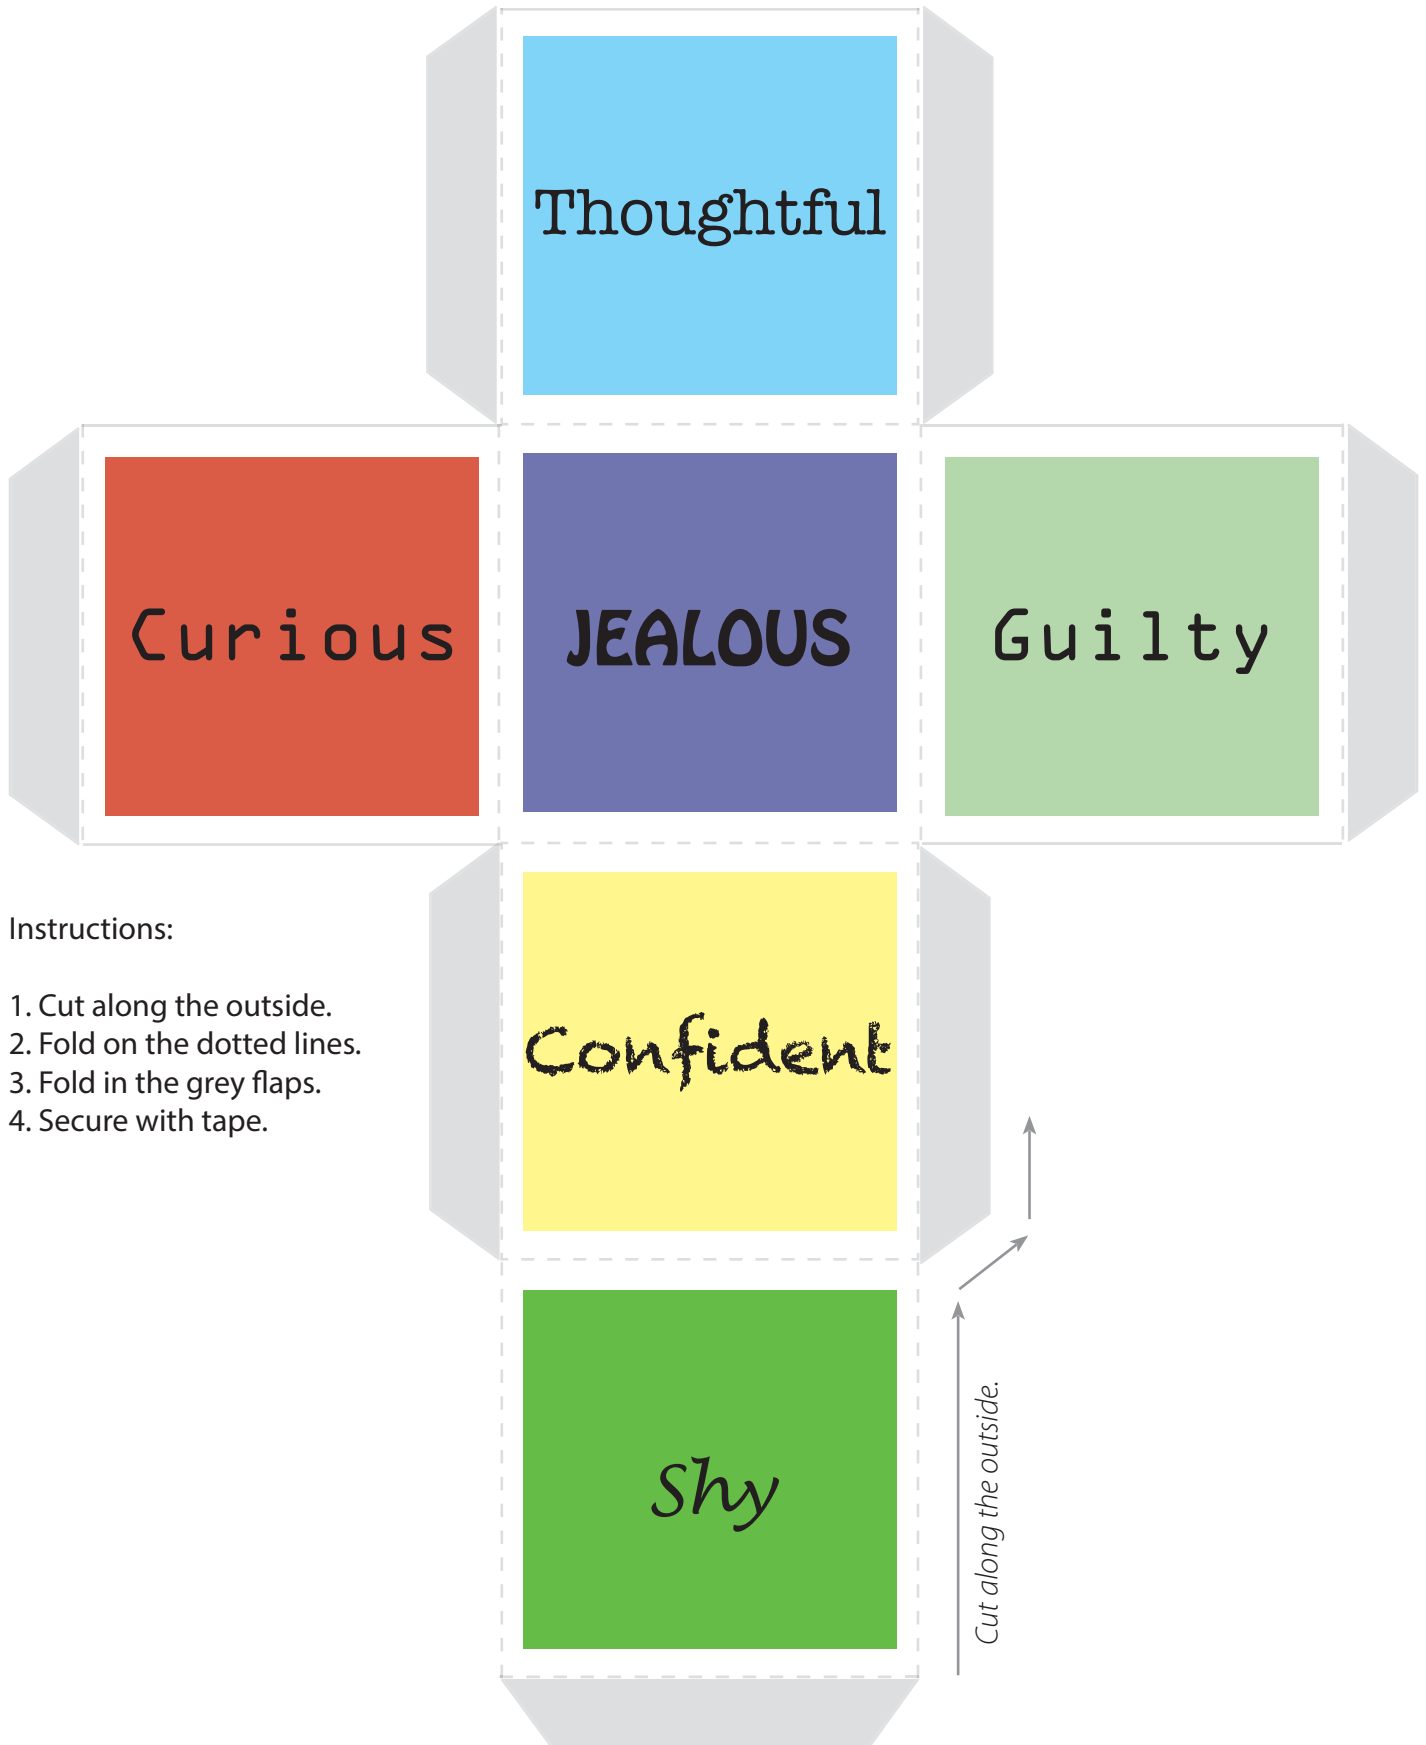 Thoughtful
Curious
JEALOUS
Guilty
Instructions:
1. Cut along the outside.
2. Fold on the dotted lines.
3. Fold in the grey flaps.
4. Secure with tape.
Confident
Shy
Cut along the outside.